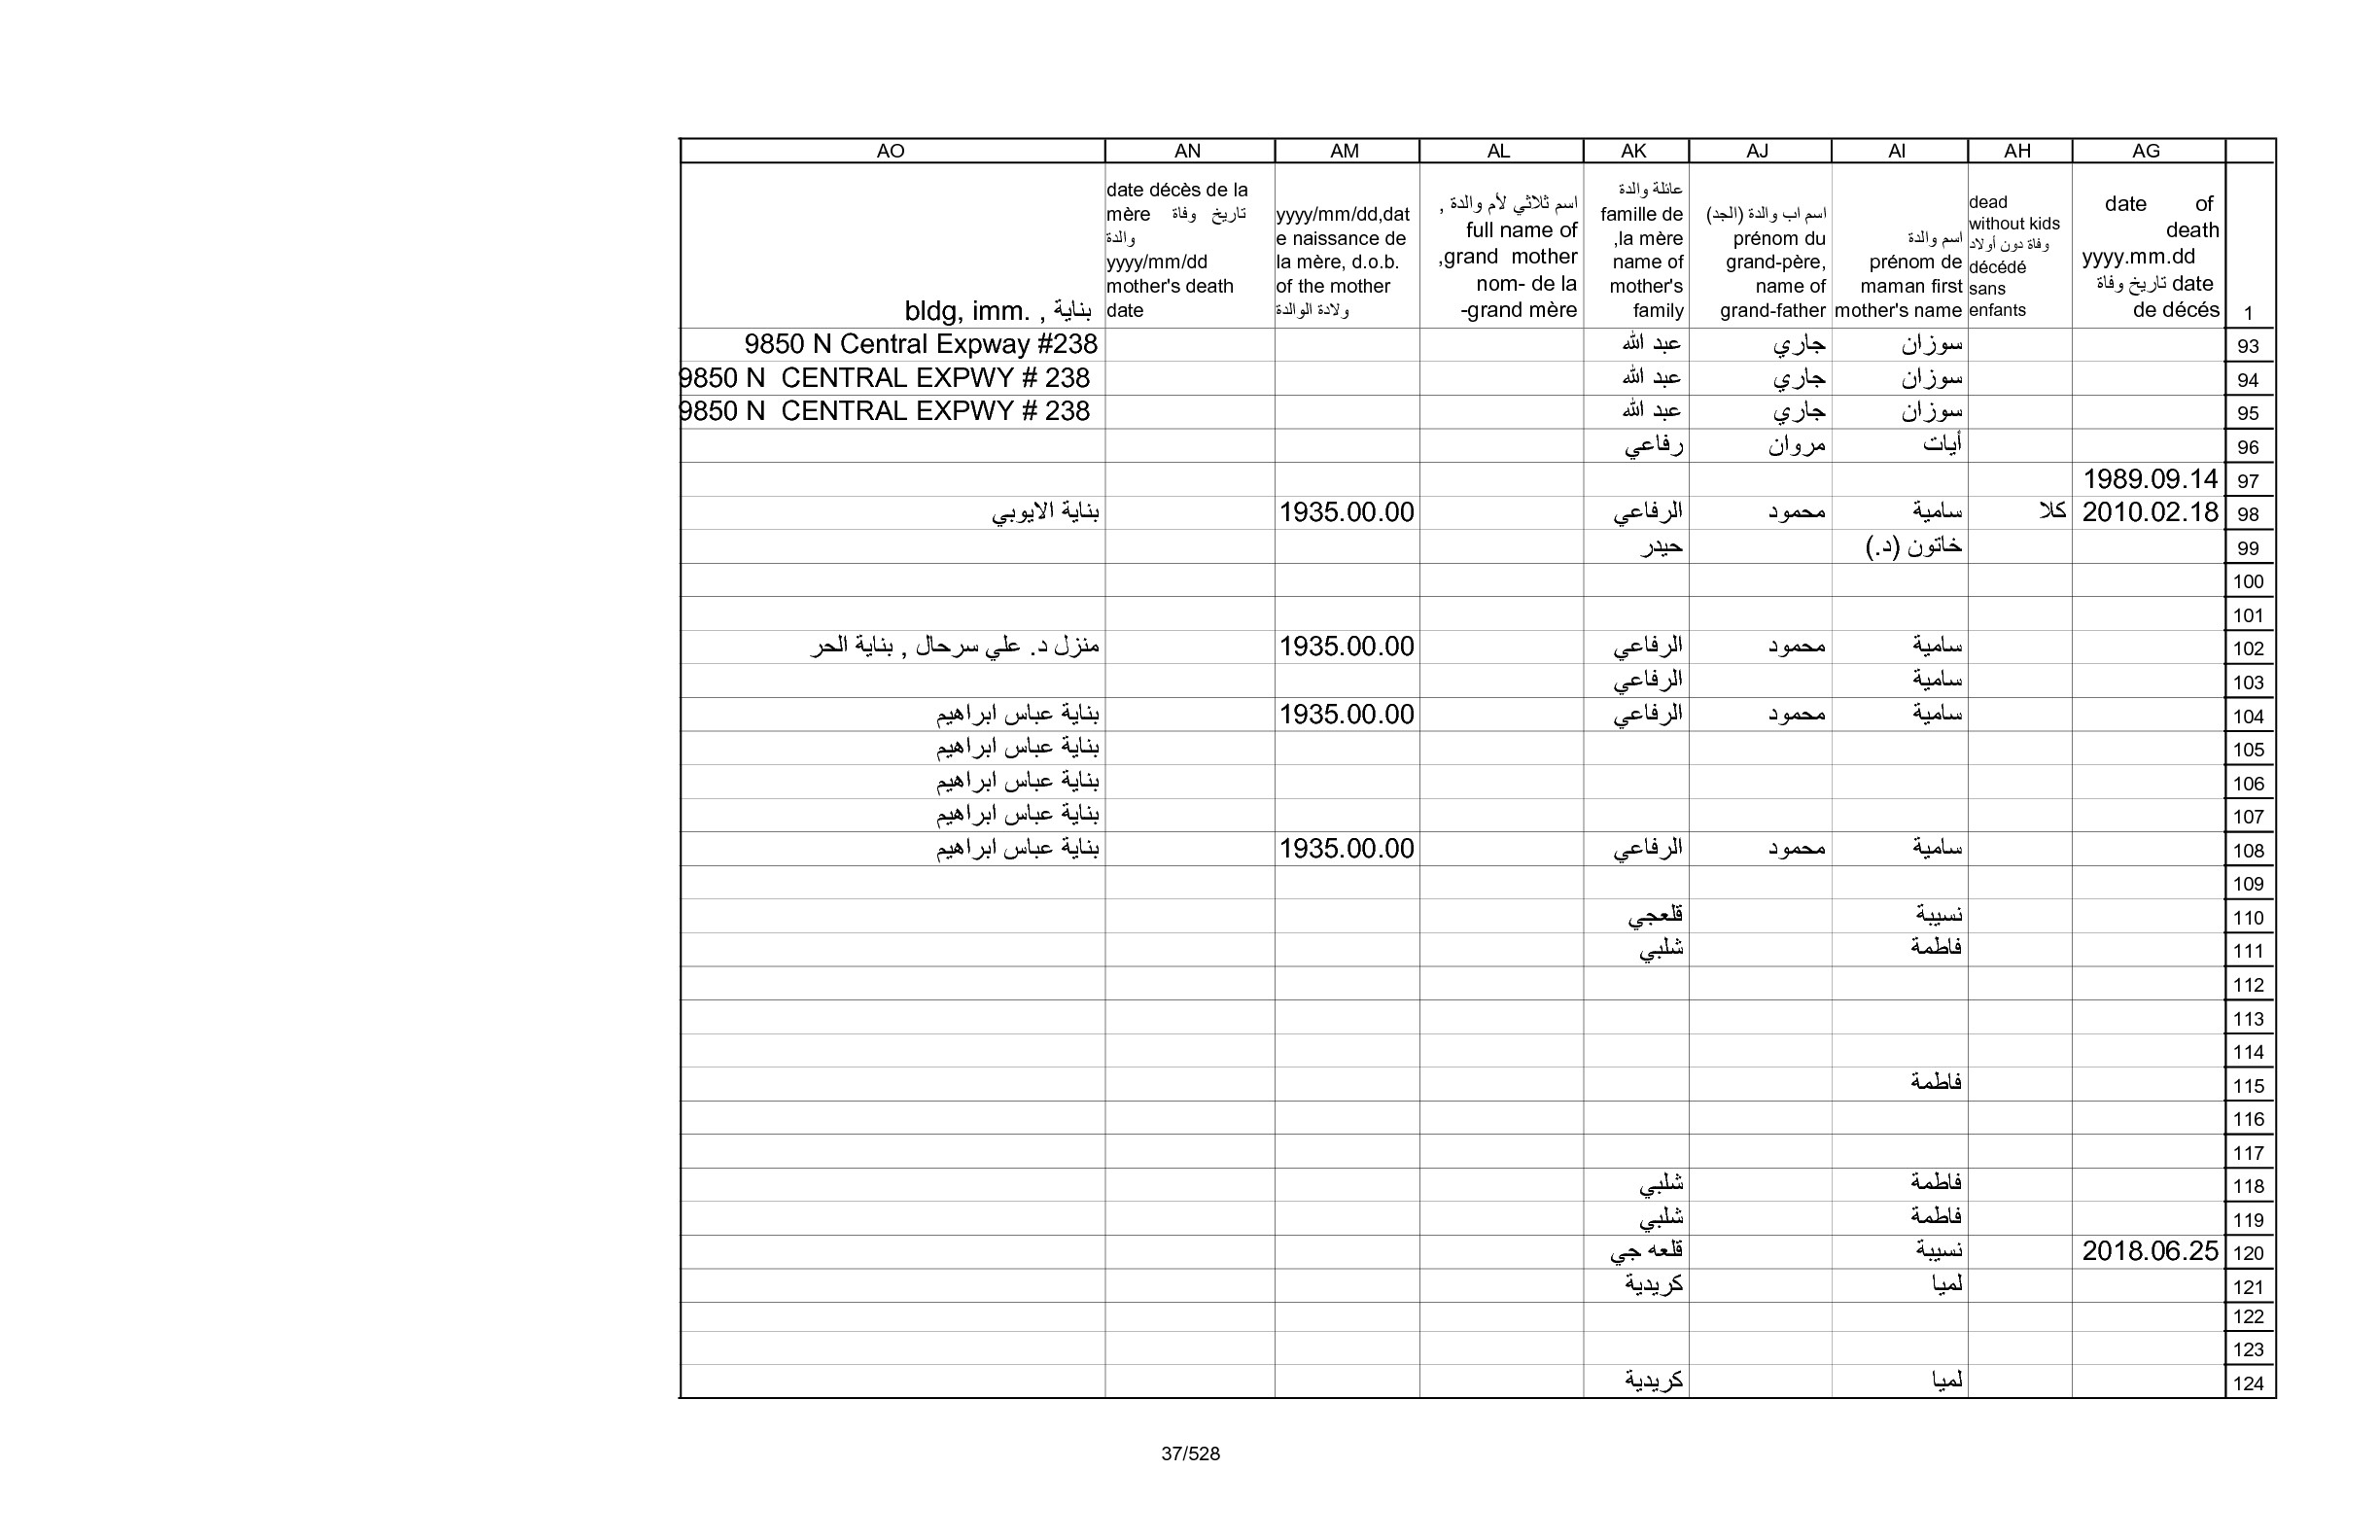 AG AH AI AJ AK AL AM AN AO
1
date of
death
yyyy.mm.dd
date تاريخ وفاة
de décés
dead
without kids
وفاة دون أولاد
décédé
sans
enfants
اسم والدة
prénom de
maman first
mother's name
اسم اب والدة (الجد)
prénom du
grand-père,
name of
grand-father
عائلة والدة
famille de
la mère,
name of
mother's
family
اسم ثلاثي لأم والدة ,
full name of
grand mother,
nom- de la
grand mère-
yyyy/mm/dd,dat
e naissance de
la mère, d.o.b.
of the mother
ولادة الوالدة
date décès de la
mère تاريخ وفاة
والدة
yyyy/mm/dd
mother's death
date
بناية , .bldg, imm
93 سوزان جاري عبد الله 9850 N Central Expway #238
94 سوزان جاري عبد الله 9850 N CENTRAL EXPWY # 238
95 سوزان جاري عبد الله 9850 N CENTRAL EXPWY # 238
96 أيات مروان رفاعي
97 1989.09.14
98 2010.02.18 كلا سامية محمود الرفاعي 1935.00.00 بناية الايوبي
99 خاتون (د.) حيدر
100
101
102 سامية محمود الرفاعي 1935.00.00 منزل د. علي سرحال , بناية الحر
103 سامية الرفاعي
104 سامية محمود الرفاعي 1935.00.00 بناية عباس ابراهيم
105 بناية عباس ابراهيم
106 بناية عباس ابراهيم
107 بناية عباس ابراهيم
108 سامية محمود الرفاعي 1935.00.00 بناية عباس ابراهيم
109
110 نسيبة قلعجي
111 فاطمة شلبي
112
113
114
115 فاطمة
116
117
118 فاطمة شلبي
119 فاطمة شلبي
120 2018.06.25 نسيبة قلعه جي
121 لميا كريدية
122
123
124 لميا كريدية
37/528